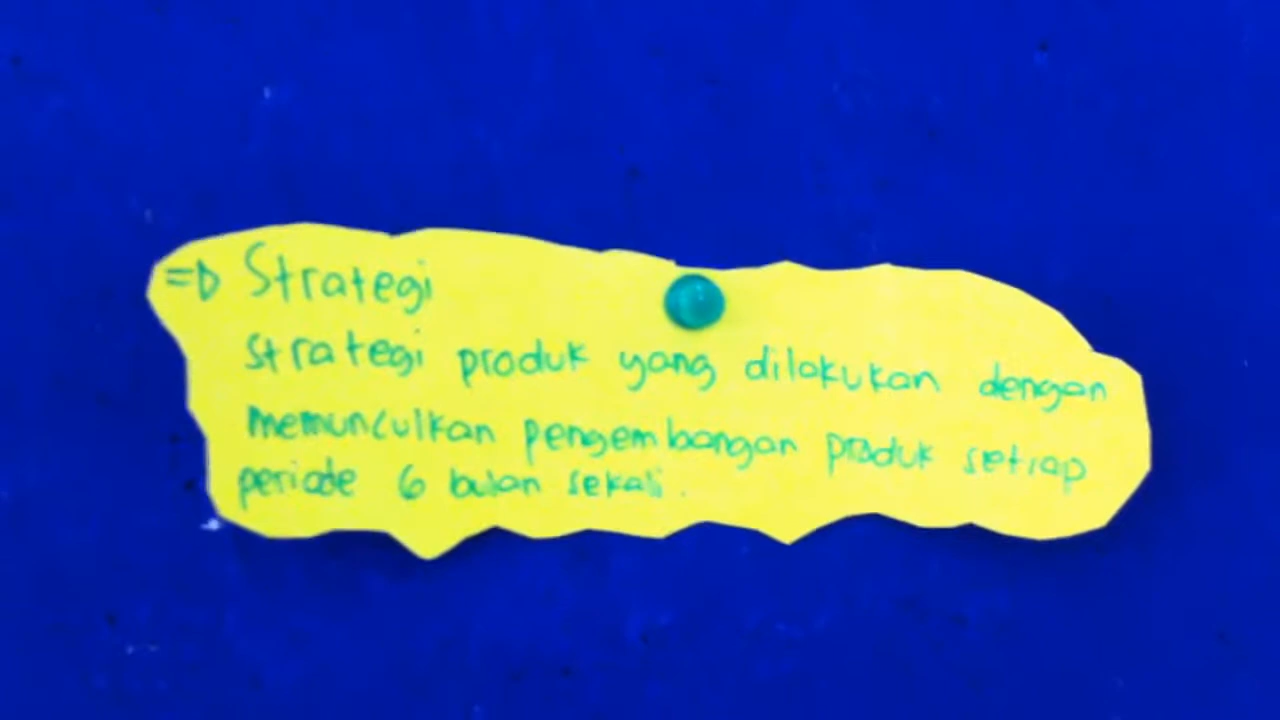 =D Strategi
Strategi produk yang dilakukan dengan
memunculkan pengembangan produk setiap
periode 6 bulan sekali.